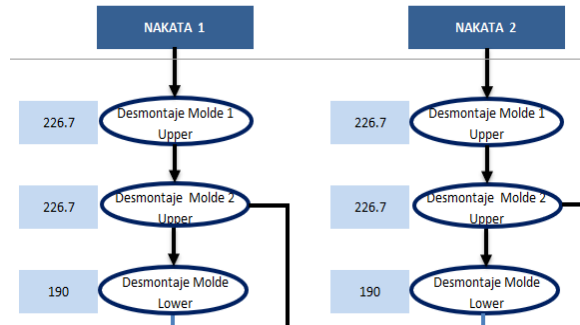 NAKATA 1
NAKATA 2
226.7
Desmontaje Molde 1
Upper
226.7
Desmontaje Molde 1
Upper
226.7
Desmontaje Molde 2
Upper
226.7
Desmontaje Molde 2
Upper
190
Desmontaje Molde
Lower
190
Desmontaje Molde
Lower